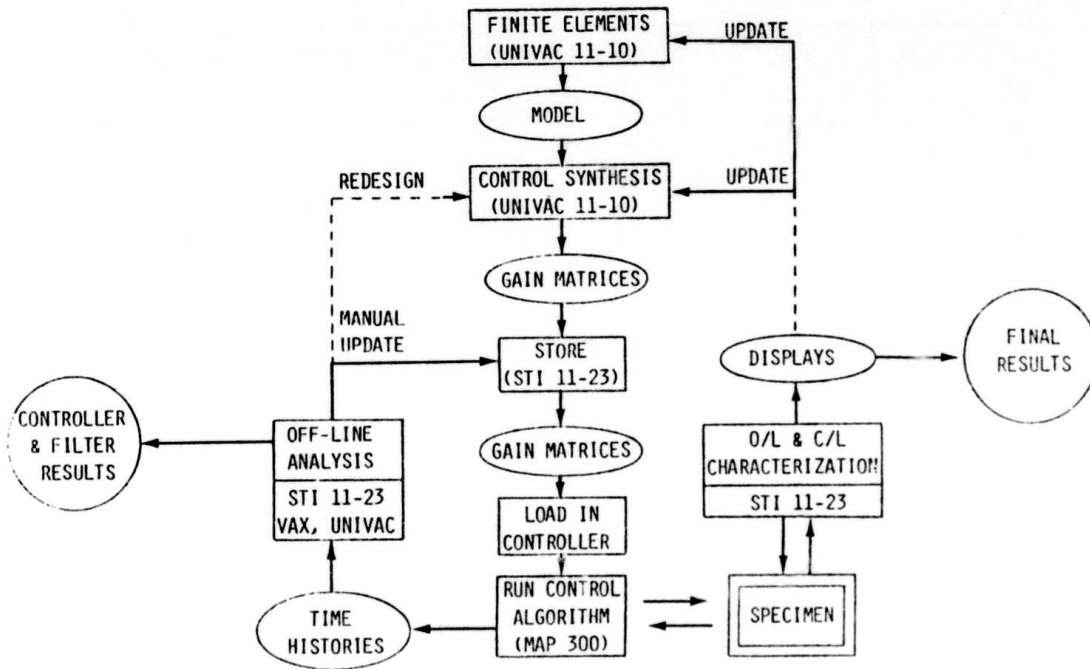 FINITE ELEMENTS
(UNIVAC 11-10)
UPDATE
MODEL
REDESIGN
CONTROL SYNTHESIS
(UNIVAC 11-10)
UPDATE
GAIN MATRICES
MANUAL
UPDATE
STORE
(STI 11-23)
DISPLAYS
FINAL
RESULTS
CONTROLLER
& FILTER
RESULTS
OFF-LINE
ANALYSIS
STI 11-23
VAX, UNIVAC
GAIN MATRICES
O/L & C/L
CHARACTERIZATION
STI 11-23
LOAD IN
CONTROLLER
TIME
HISTORIES
RUN CONTROL
ALGORITHM
(MAP 300)
SPECIMEN